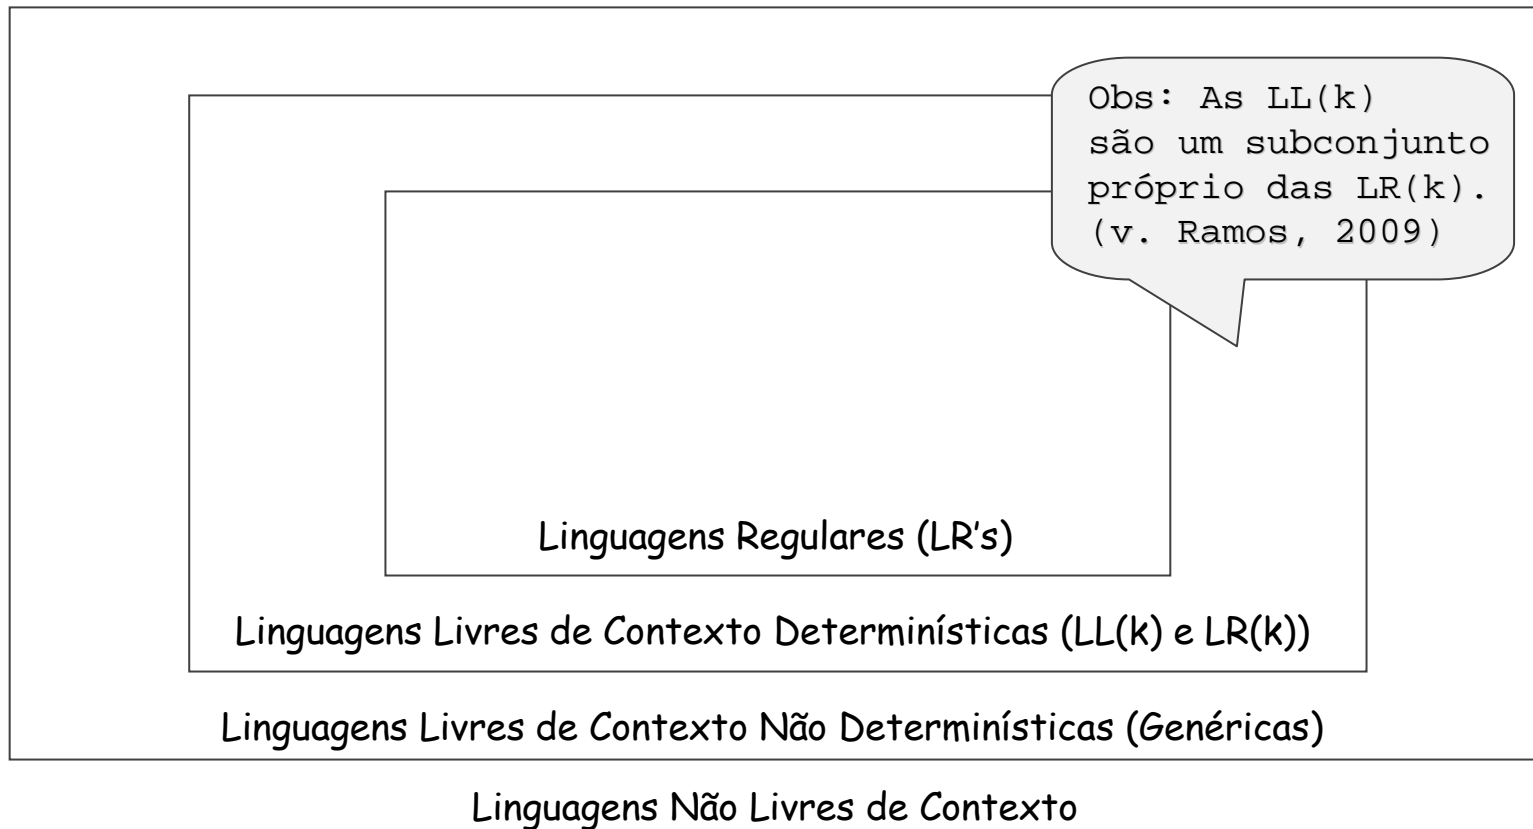 Obs: As LL(k)
são um subconjunto
próprio das LR(k).
(v. Ramos, 2009)
Linguagens Regulares (LR’s)
Linguagens Livres de Contexto Determinísticas (LL(k) e LR(k))
Linguagens Livres de Contexto Não Determinísticas (Genéricas)
Linguagens Não Livres de Contexto